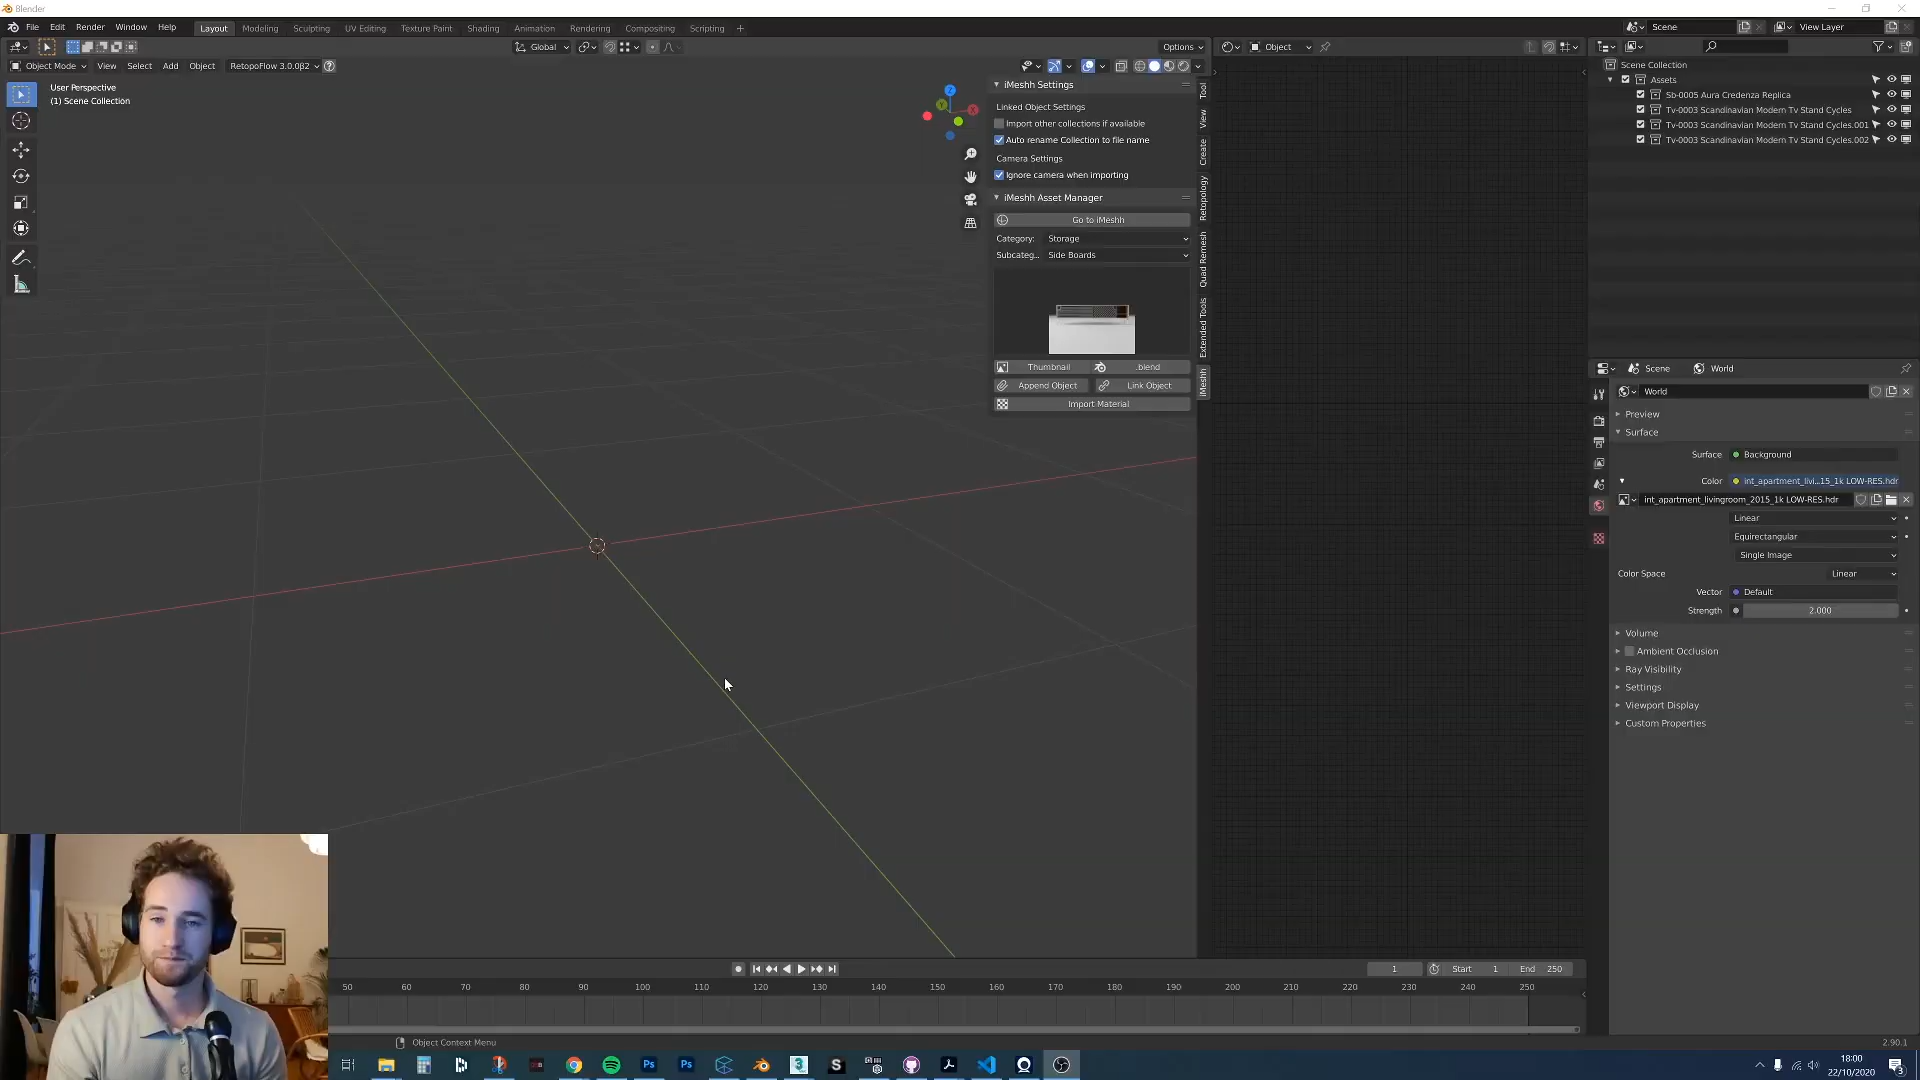 Blender
File Edit Render Window Help Layout Modeling Sculpting UV Editing Texture Paint Shading Animation Rendering Compositing Scripting + Scene View Layer
Global Options Object
Object Mode View Select Add Object RetopoFlow 3.0.0β2
User Perspective
(1) Scene Collection
iMeshh Settings
Linked Object Settings
Import other collections if available
Auto rename Collection to file name
Camera Settings
Ignore camera when importing
iMeshh Asset Manager
Go to iMeshh
Category: Storage
Subcateg.. Side Boards
Thumbnail .blend
Append Object Link Object
Import Material
Tool
View
Create
Retopology
Quad Remesh
Extended Tools
iMeshh
Scene Collection
Assets
Sb-0005 Aura Credenza Replica
Tv-0003 Scandinavian Modern Tv Stand Cycles
Tv-0003 Scandinavian Modern Tv Stand Cycles.001
Tv-0003 Scandinavian Modern Tv Stand Cycles.002
Scene World
World
Preview
Surface
Surface Background
Color int_apartment_livi...15_1k LOW-RES.hdr
int_apartment_livingroom_2015_1k LOW-RES.hdr
Linear
Equirectangular
Single Image
Color Space Linear
Vector Default
Strength 2.000
Volume
Ambient Occlusion
Ray Visibility
Settings
Viewport Display
Custom Properties
1 Start 1 End 250
50 60 70 80 90 100 110 120 130 140 150 160 170 180 190 200 210 220 230 240 250
Object Context Menu 2.90.1
18:00
22/10/2020